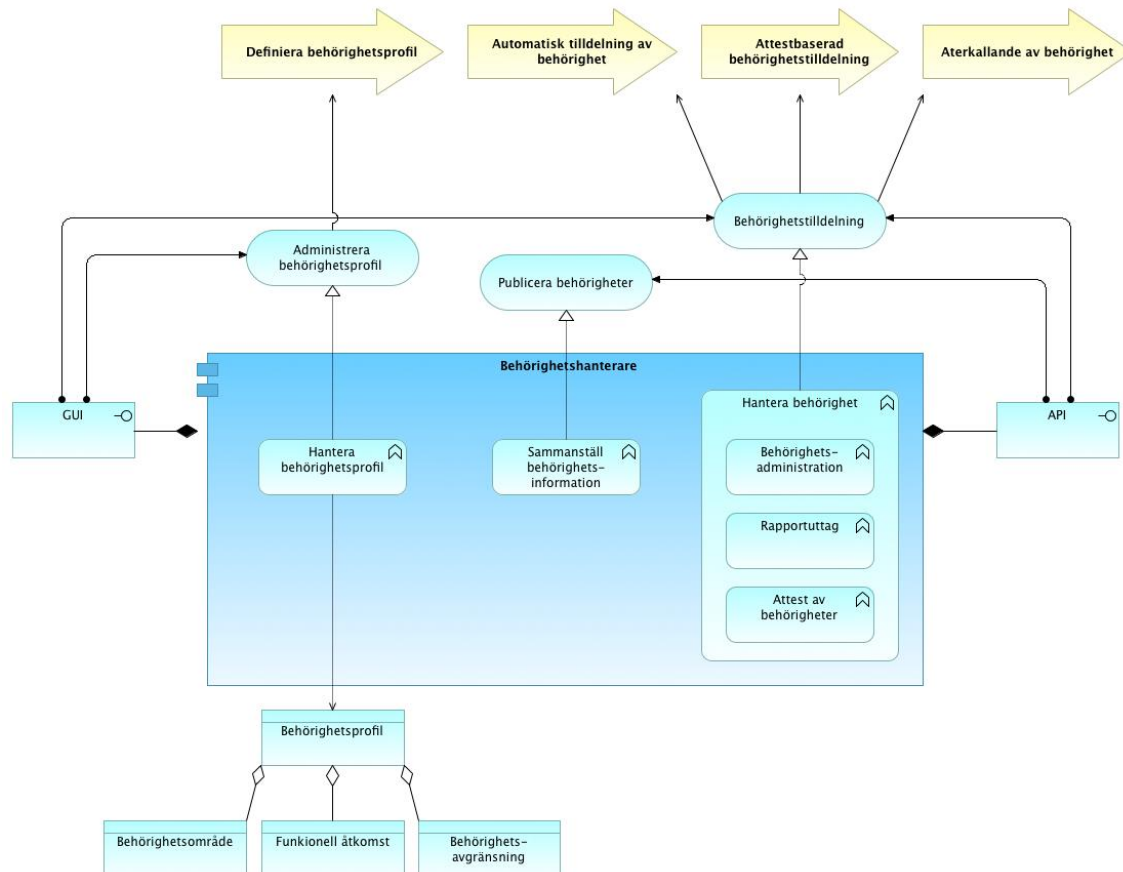 Definiera behörighetsprofil
Automatisk tilldelning av
behörighet
Attestbaserad
behörighetstilldelning
Aterkallande av behörighet
Behörighetstilldelning
Administrera
behörighetsprofil
Publicera behörigheter
Behörighetshanterare
GUI
Hantera behörighet
API
Hantera
behörighetsprofil
Sammanställ
behörighets-
information
Behörighets-
administration
Rapportuttag
Attest av
behörigheter
Behörighetsprofil
Behörighetsområde
Funkionell åtkomst
Behörighets-
avgränsning